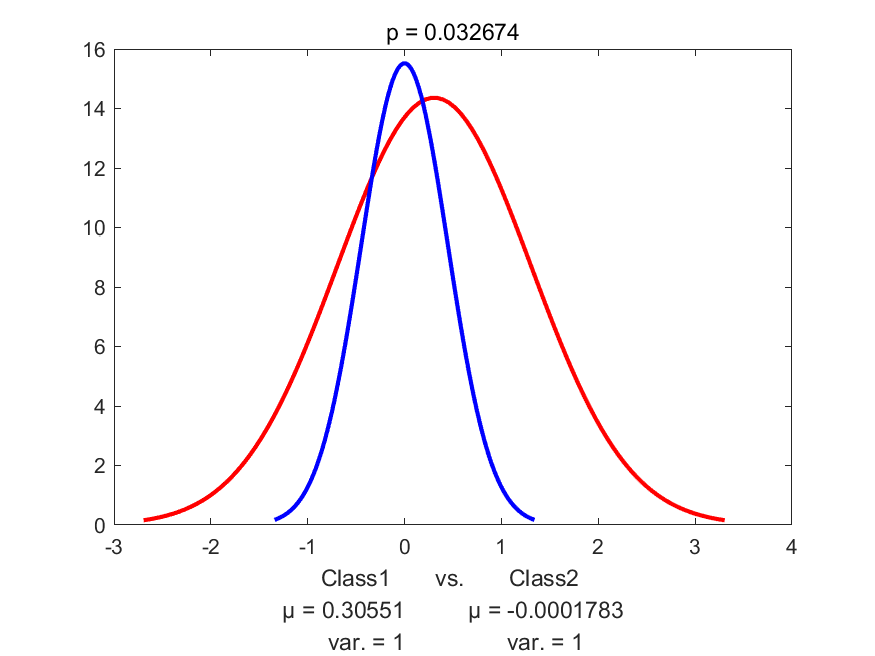 p = 0.032674
16
14
12
10
8
6
4
2
0
-3 -2 -1 0 1 2 3 4
Class1 vs. Class2
μ = 0.30551 μ = -0.0001783
var. = 1 var. = 1